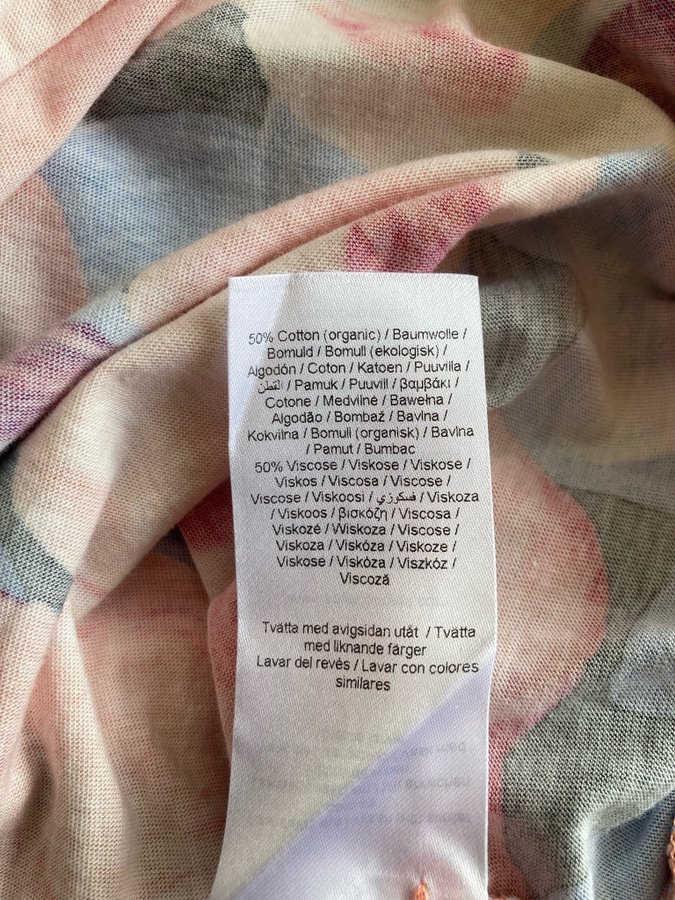 50% Cotton (organic) / Baumwolle /
Bomuld / Bomull (ekologisk) /
Algodón / Coton / Katoen / Puuvilla /
القطن / Pamuk / Puuvill / βαμβάκι /
Cotone / Medvilnė / Bawełna /
Algodão / Bombaž / Bavlna /
Kokvilna / Bomull (organisk) / Bavlna
/ Pamut / Bumbac
50% Viscose / Viskose / Viskose /
Viskos / Viscosa / Viscose /
Viscose / Viskoosi / فسكوزي / Viskoza
/ Viskoos / βισκόζη / Viscosa /
Viskozė / Wiskoza / Viscose /
Viskoza / Viskóza / Viskoze /
Viskose / Viskóza / Viszkóz /
Viscoză
Tvätta med avigsidan utåt / Tvätta
med liknande färger
Lavar del revés / Lavar con colores
similares